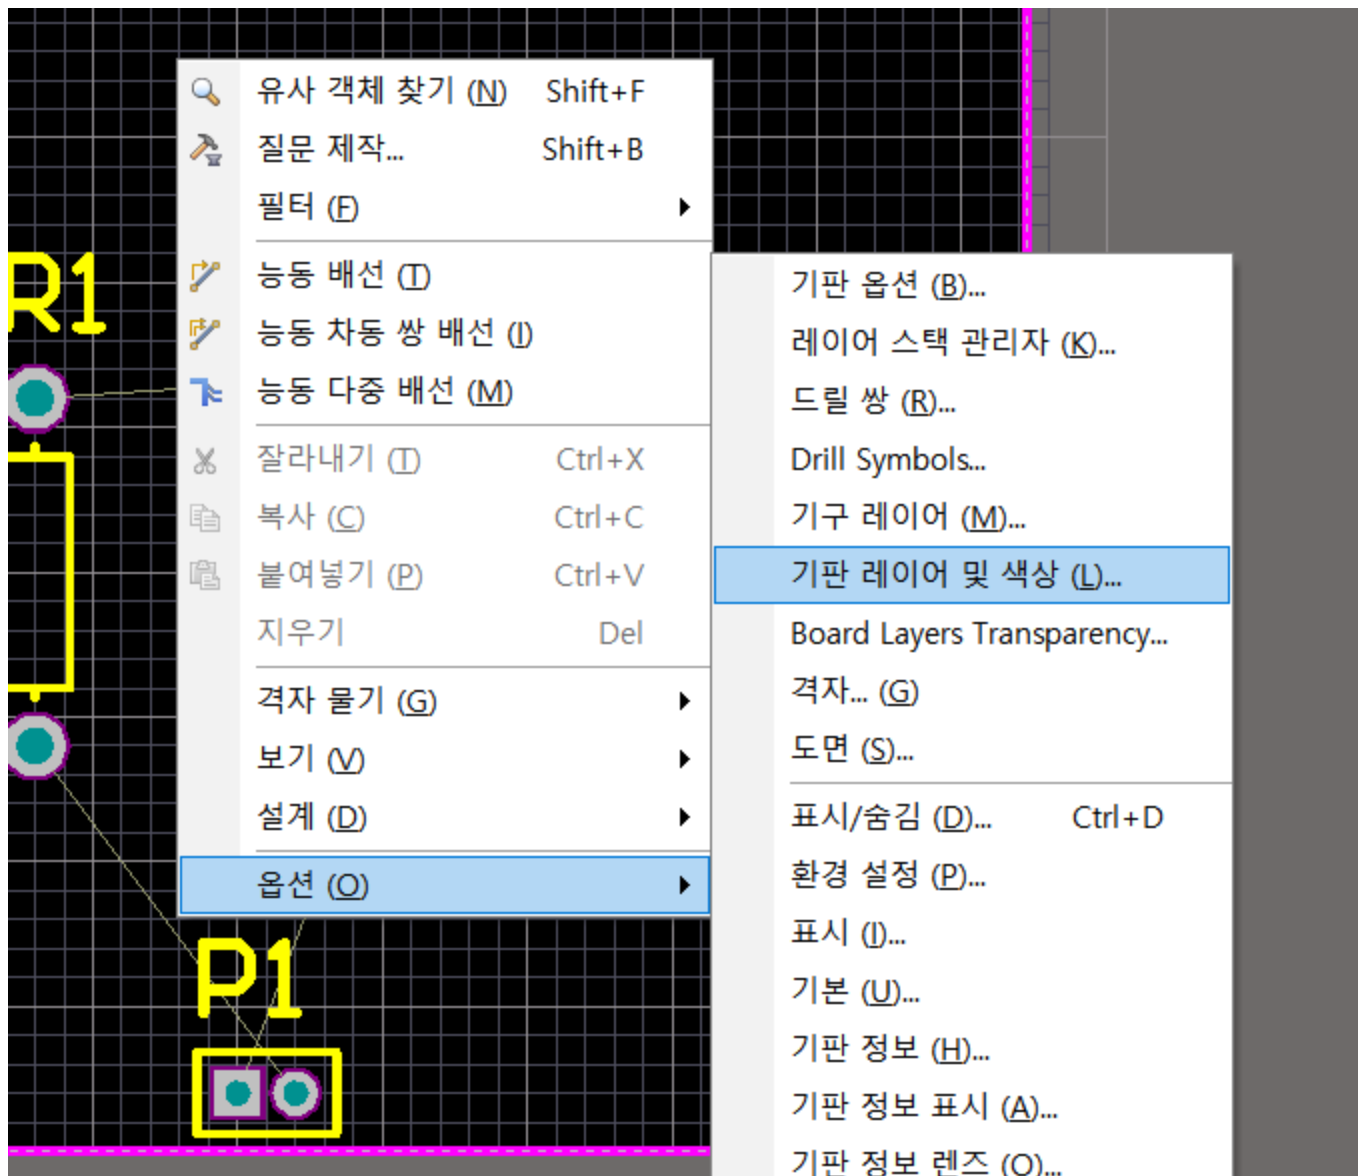 유사 객체 찾기 (N) Shift+F
질문 제작... Shift+B
필터 (F)
능동 배선 (T)
능동 차동 쌍 배선 (I)
능동 다중 배선 (M)
잘라내기 (T) Ctrl+X
복사 (C) Ctrl+C
붙여넣기 (P) Ctrl+V
지우기 Del
격자 물기 (G)
보기 (V)
설계 (D)
옵션 (O)
기판 옵션 (B)...
레이어 스택 관리자 (K)...
드릴 쌍 (R)...
Drill Symbols...
기구 레이어 (M)...
기판 레이어 및 색상 (L)...
Board Layers Transparency...
격자... (G)
도면 (S)...
표시/숨김 (D)... Ctrl+D
환경 설정 (P)...
표시 (I)...
기본 (U)...
기판 정보 (H)...
기판 정보 표시 (A)...
기판 정보 렌즈 (O)...
R1
P1